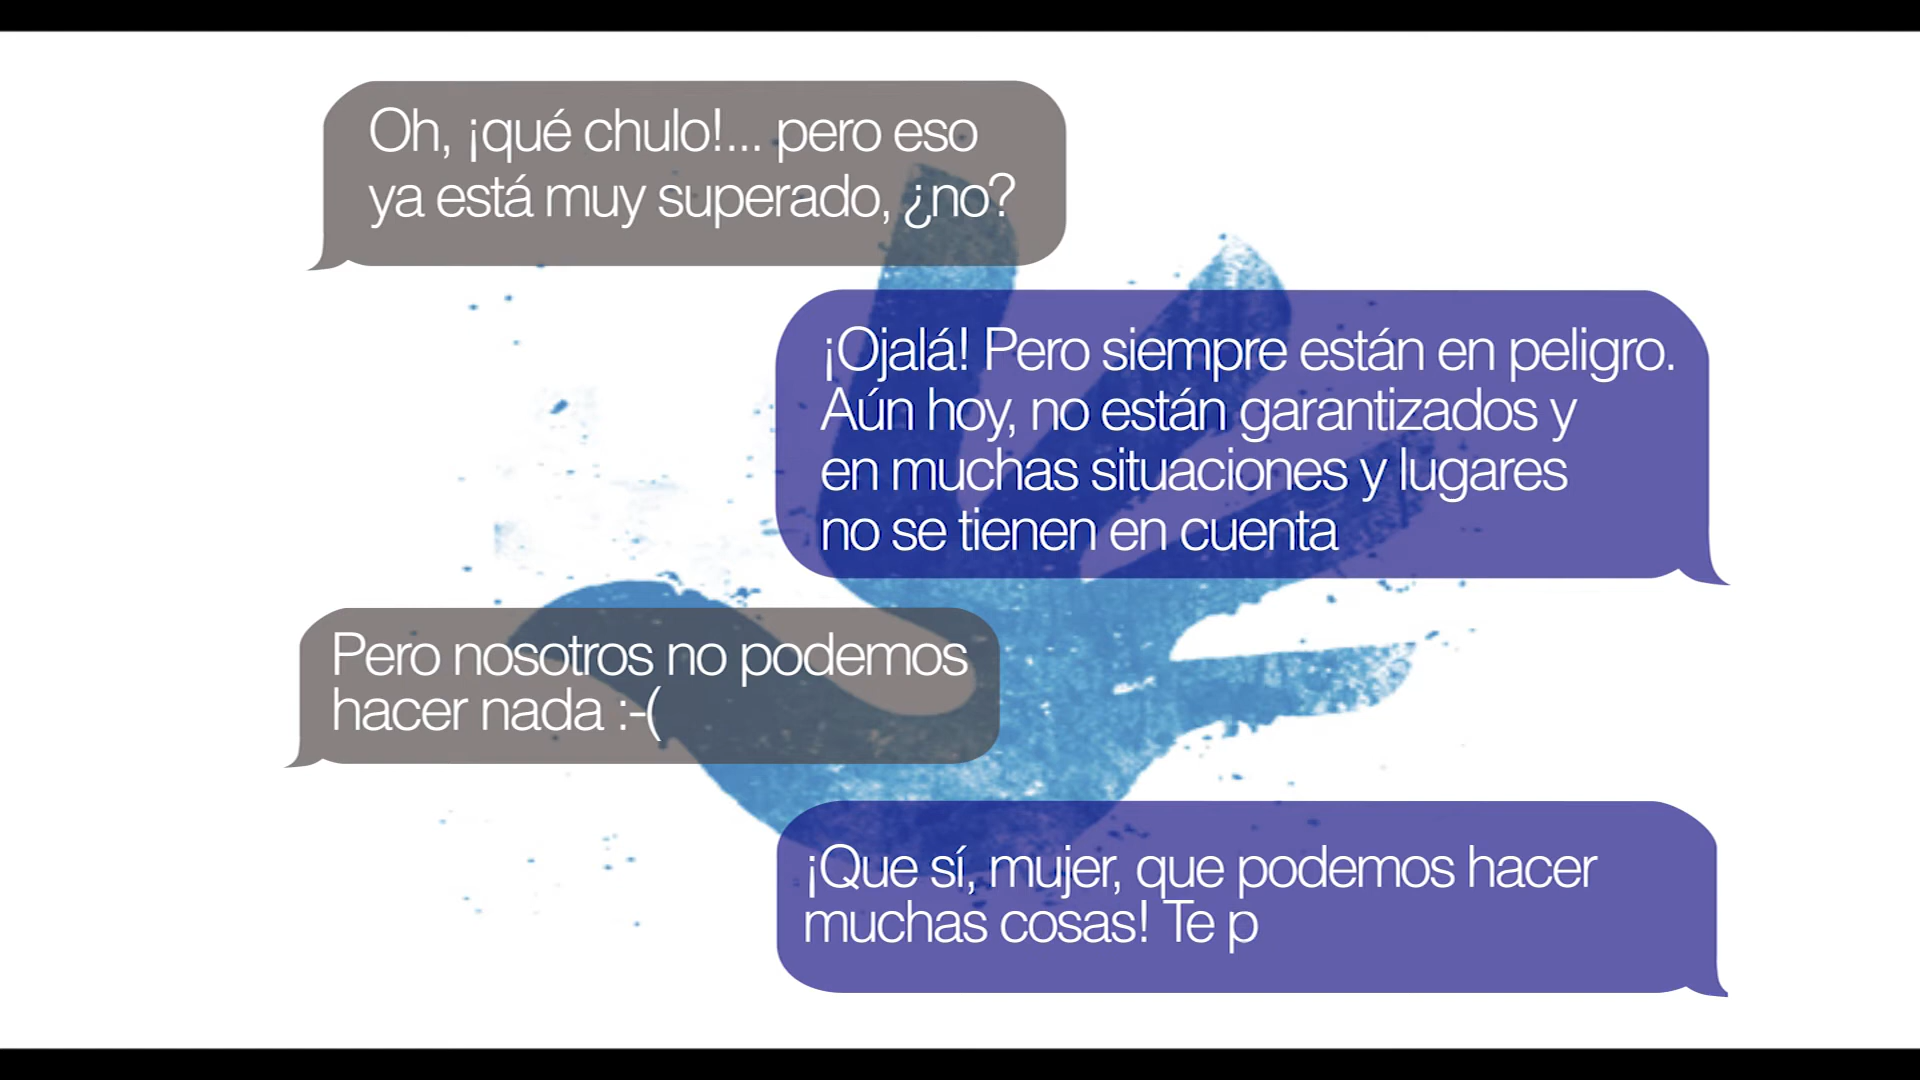 Oh, ¡qué chulo!... pero eso
ya está muy superado, ¿no?
¡Ojalá! Pero siempre están en peligro.
Aún hoy, no están garantizados y
en muchas situaciones y lugares
no se tienen en cuenta
Pero nosotros no podemos
hacer nada :-(
¡Que sí, mujer, que podemos hacer
muchas cosas! Te p